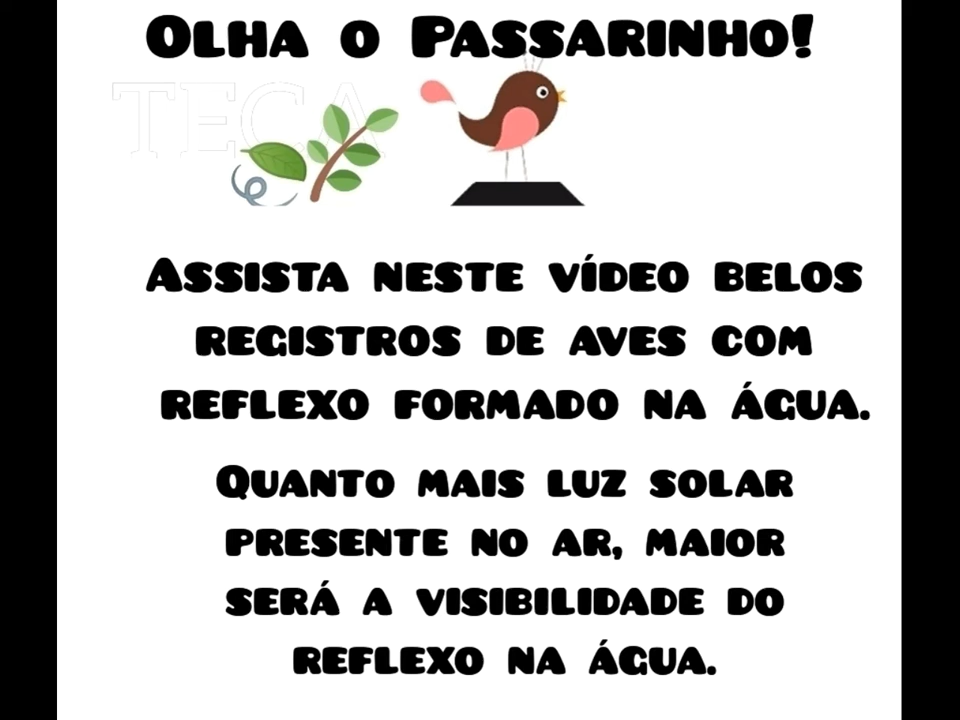 Olha o Passarinho!
TECA
Assista neste vídeo belos
registros de aves com
reflexo formado na água.
Quanto mais luz solar
presente no ar, maior
será a visibilidade do
reflexo na água.